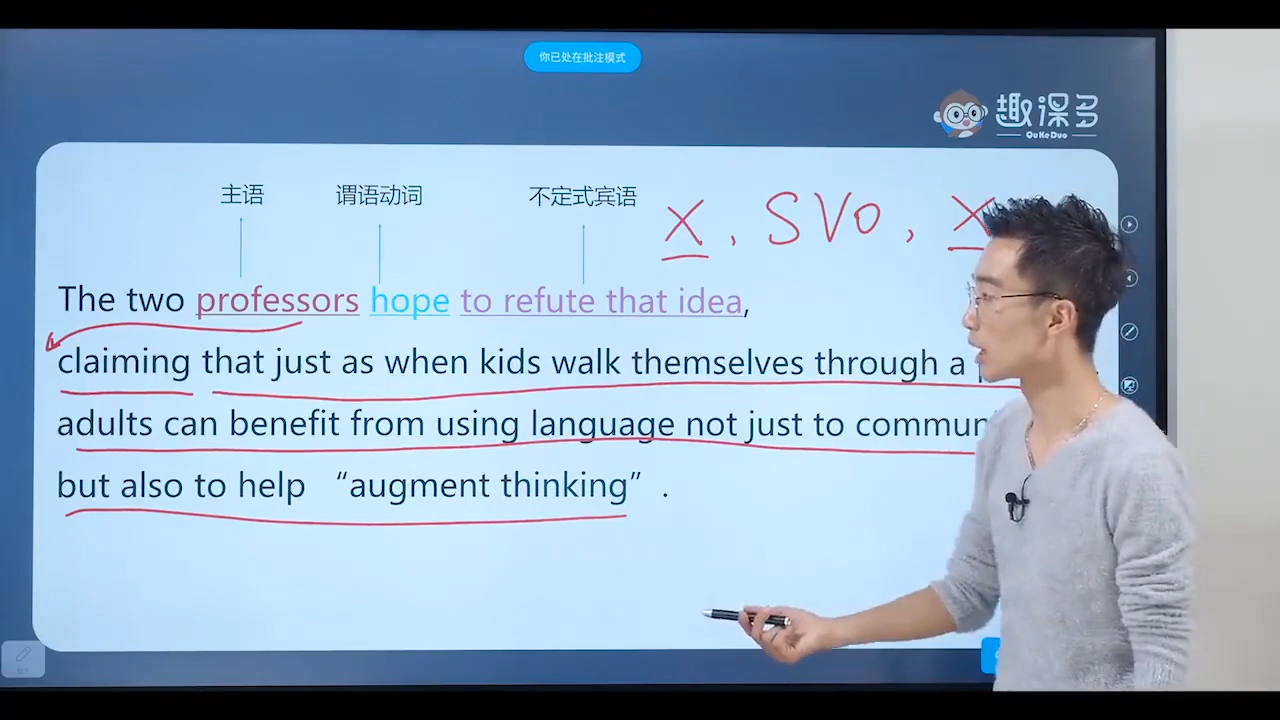 你已处在批注模式
趣课多
QuKeDuo
主语 谓语动词 不定式宾语
X, SVO, X
The two professors hope to refute that idea,
claiming that just as when kids walk themselves through a
adults can benefit from using language not just to
but also to help “augment thinking”.